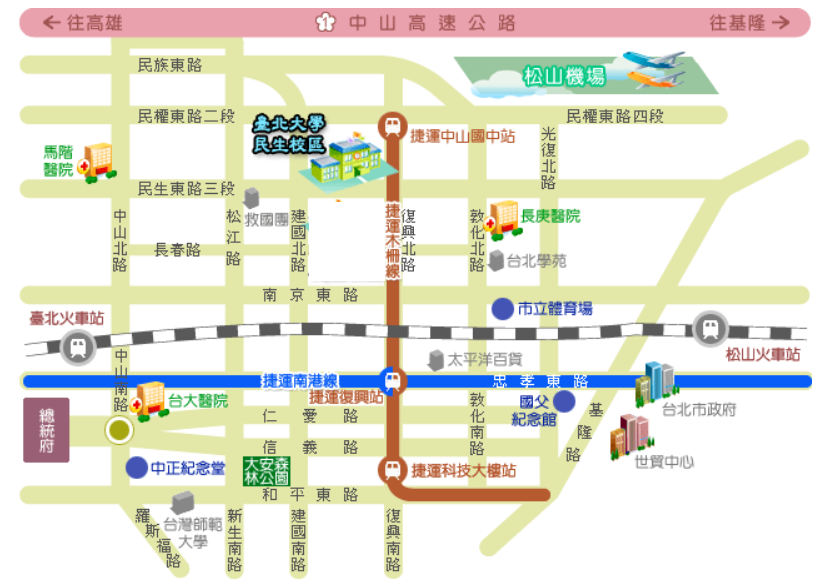 往高雄
1 中山高速公路
往基隆
民族東路
松山機場
民權東路二段
臺北大學
民生校區
捷運中山國中站
民權東路四段
光復北路
馬階
醫院
民生東路三段
救國團
中山北路
松江路
建國北路
捷運木柵線
復興北路
敦化北路
長庚醫院
長春路
台北學苑
南京東路
市立體育場
臺北火車站
松山火車站
中山南路
太平洋百貨
捷運南港線
忠孝東路
捷運復興站
台大醫院
敦化南路
國父
紀念館
基隆路
台北市政府
總統府
仁愛路
信義路
世貿中心
中正紀念堂
大安森
林公園
捷運科技大樓站
和平東路
羅斯福路
台灣師範
大學
新生南路
建國南路
復興南路